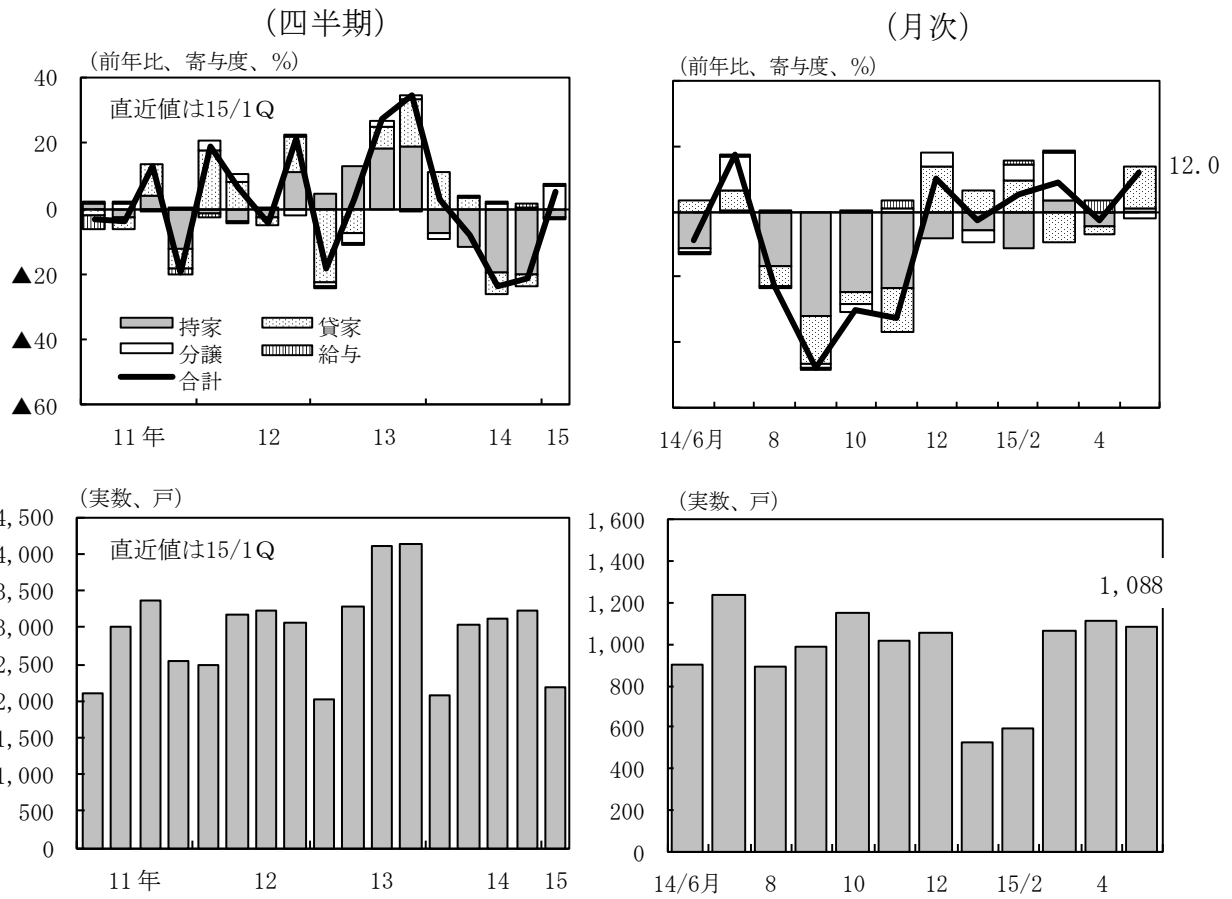 （四半期）
（前年比、寄与度、%）
40
20
0
▲20
▲40
▲60
直近値は15/1Q
持家
貸家
分譲
給与
合計
11 年
12
13
14
15
（月次）
（前年比、寄与度、%）
12.0
14/6月
8
10
12
15/2
4
（実数、戸）
4,500
4,000
3,500
3,000
2,500
2,000
1,500
1,000
500
0
直近値は15/1Q
11 年
12
13
14
15
（実数、戸）
1,600
1,400
1,200
1,000
800
600
400
200
0
1,088
14/6月
8
10
12
15/2
4